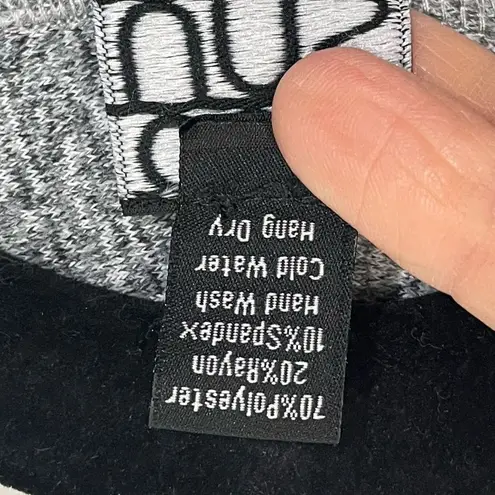 70%Polyester
20%Rayon
10%Spandex
Hand Wash
Cold Water
Hang Dry